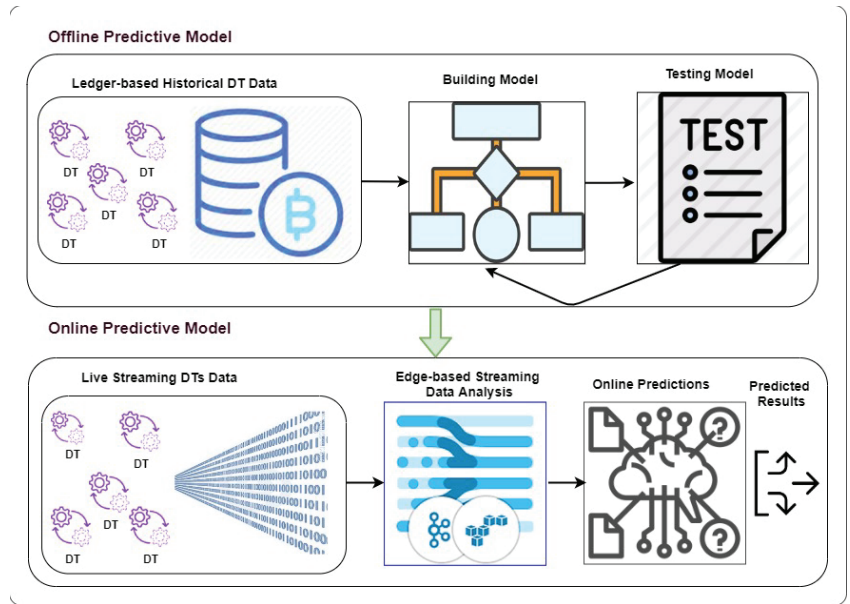 Offline Predictive Model
Ledger-based Historical DT Data
Building Model
Testing Model
DT
DT
DT
DT
DT
TEST
Online Predictive Model
Live Streaming DTs Data
Edge-based Streaming
Data Analysis
Online Predictions
Predicted
Results
DT
DT
DT
DT
DT